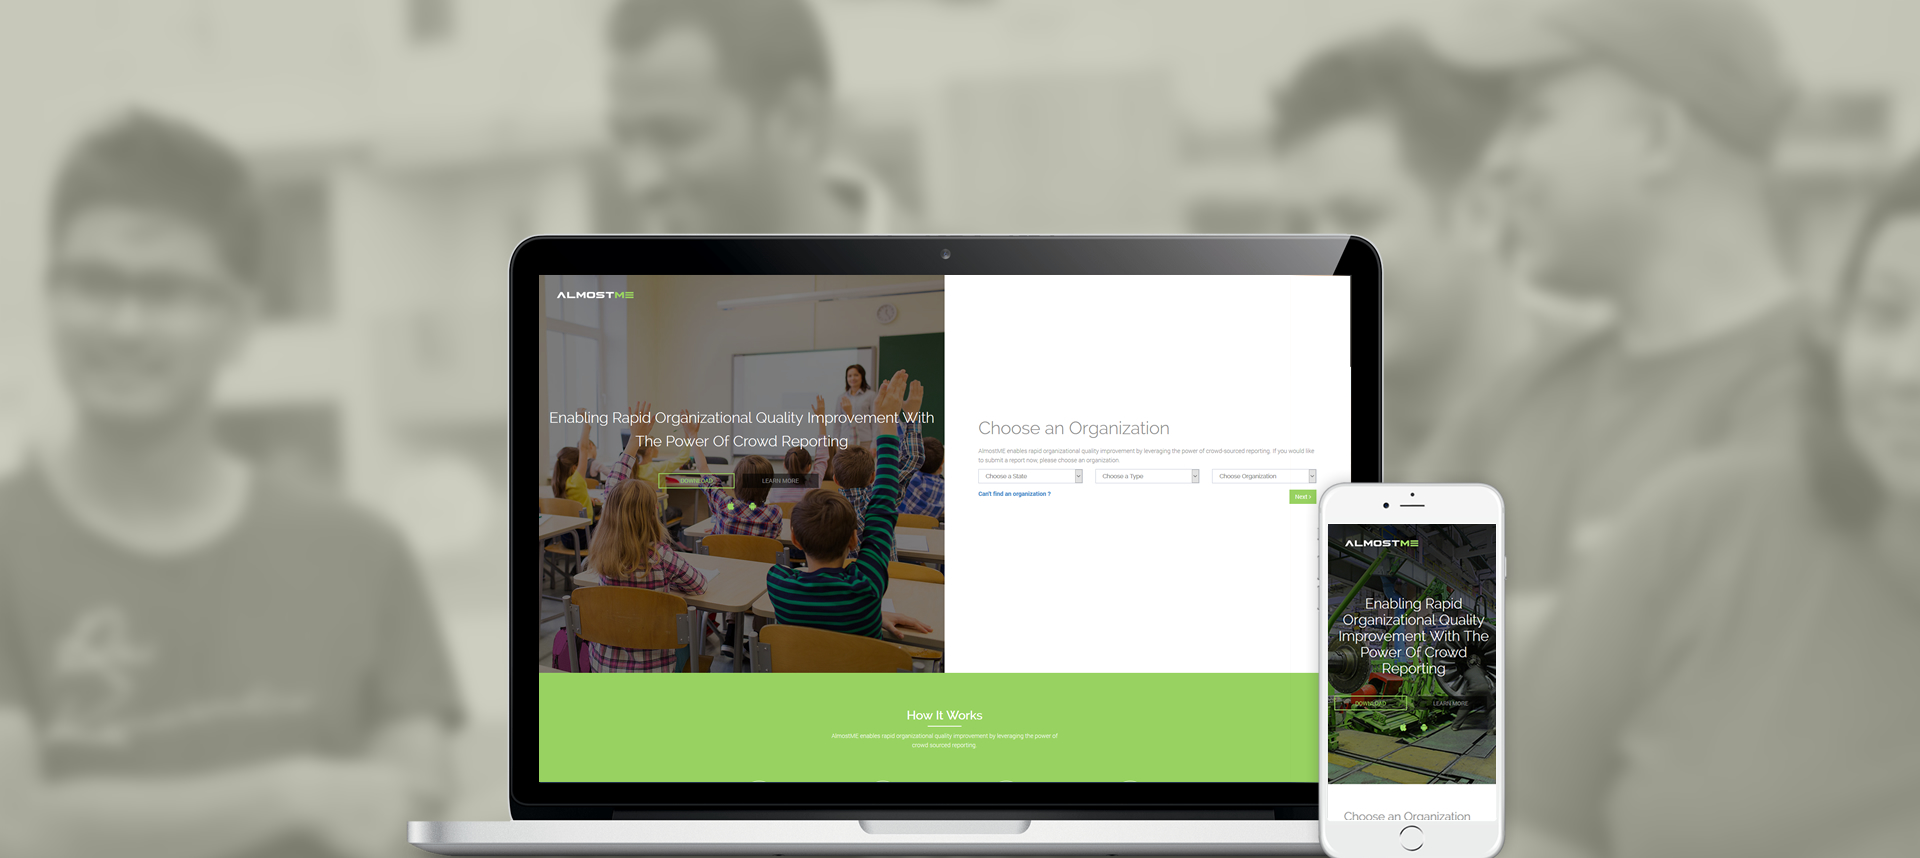 ALMOSTME
Enabling Rapid Organizational Quality Improvement With
The Power Of Crowd Reporting
DOWNLOAD
LEARN MORE
Choose an Organization
AlmostME enables rapid organizational quality improvement by leveraging the power of crowd-sourced reporting. If you would like
to submit a report now, please choose an organization.
Choose a State
Choose a Type
Choose Organization
Can't find an organization ?
Next ›
How It Works
AlmostME enables rapid organizational quality improvement by leveraging the power of
crowd sourced reporting
ALMOSTME
Enabling Rapid
Organizational Quality
Improvement With The
Power Of Crowd
Reporting
DOWNLOAD
LEARN MORE
Choose an Organization